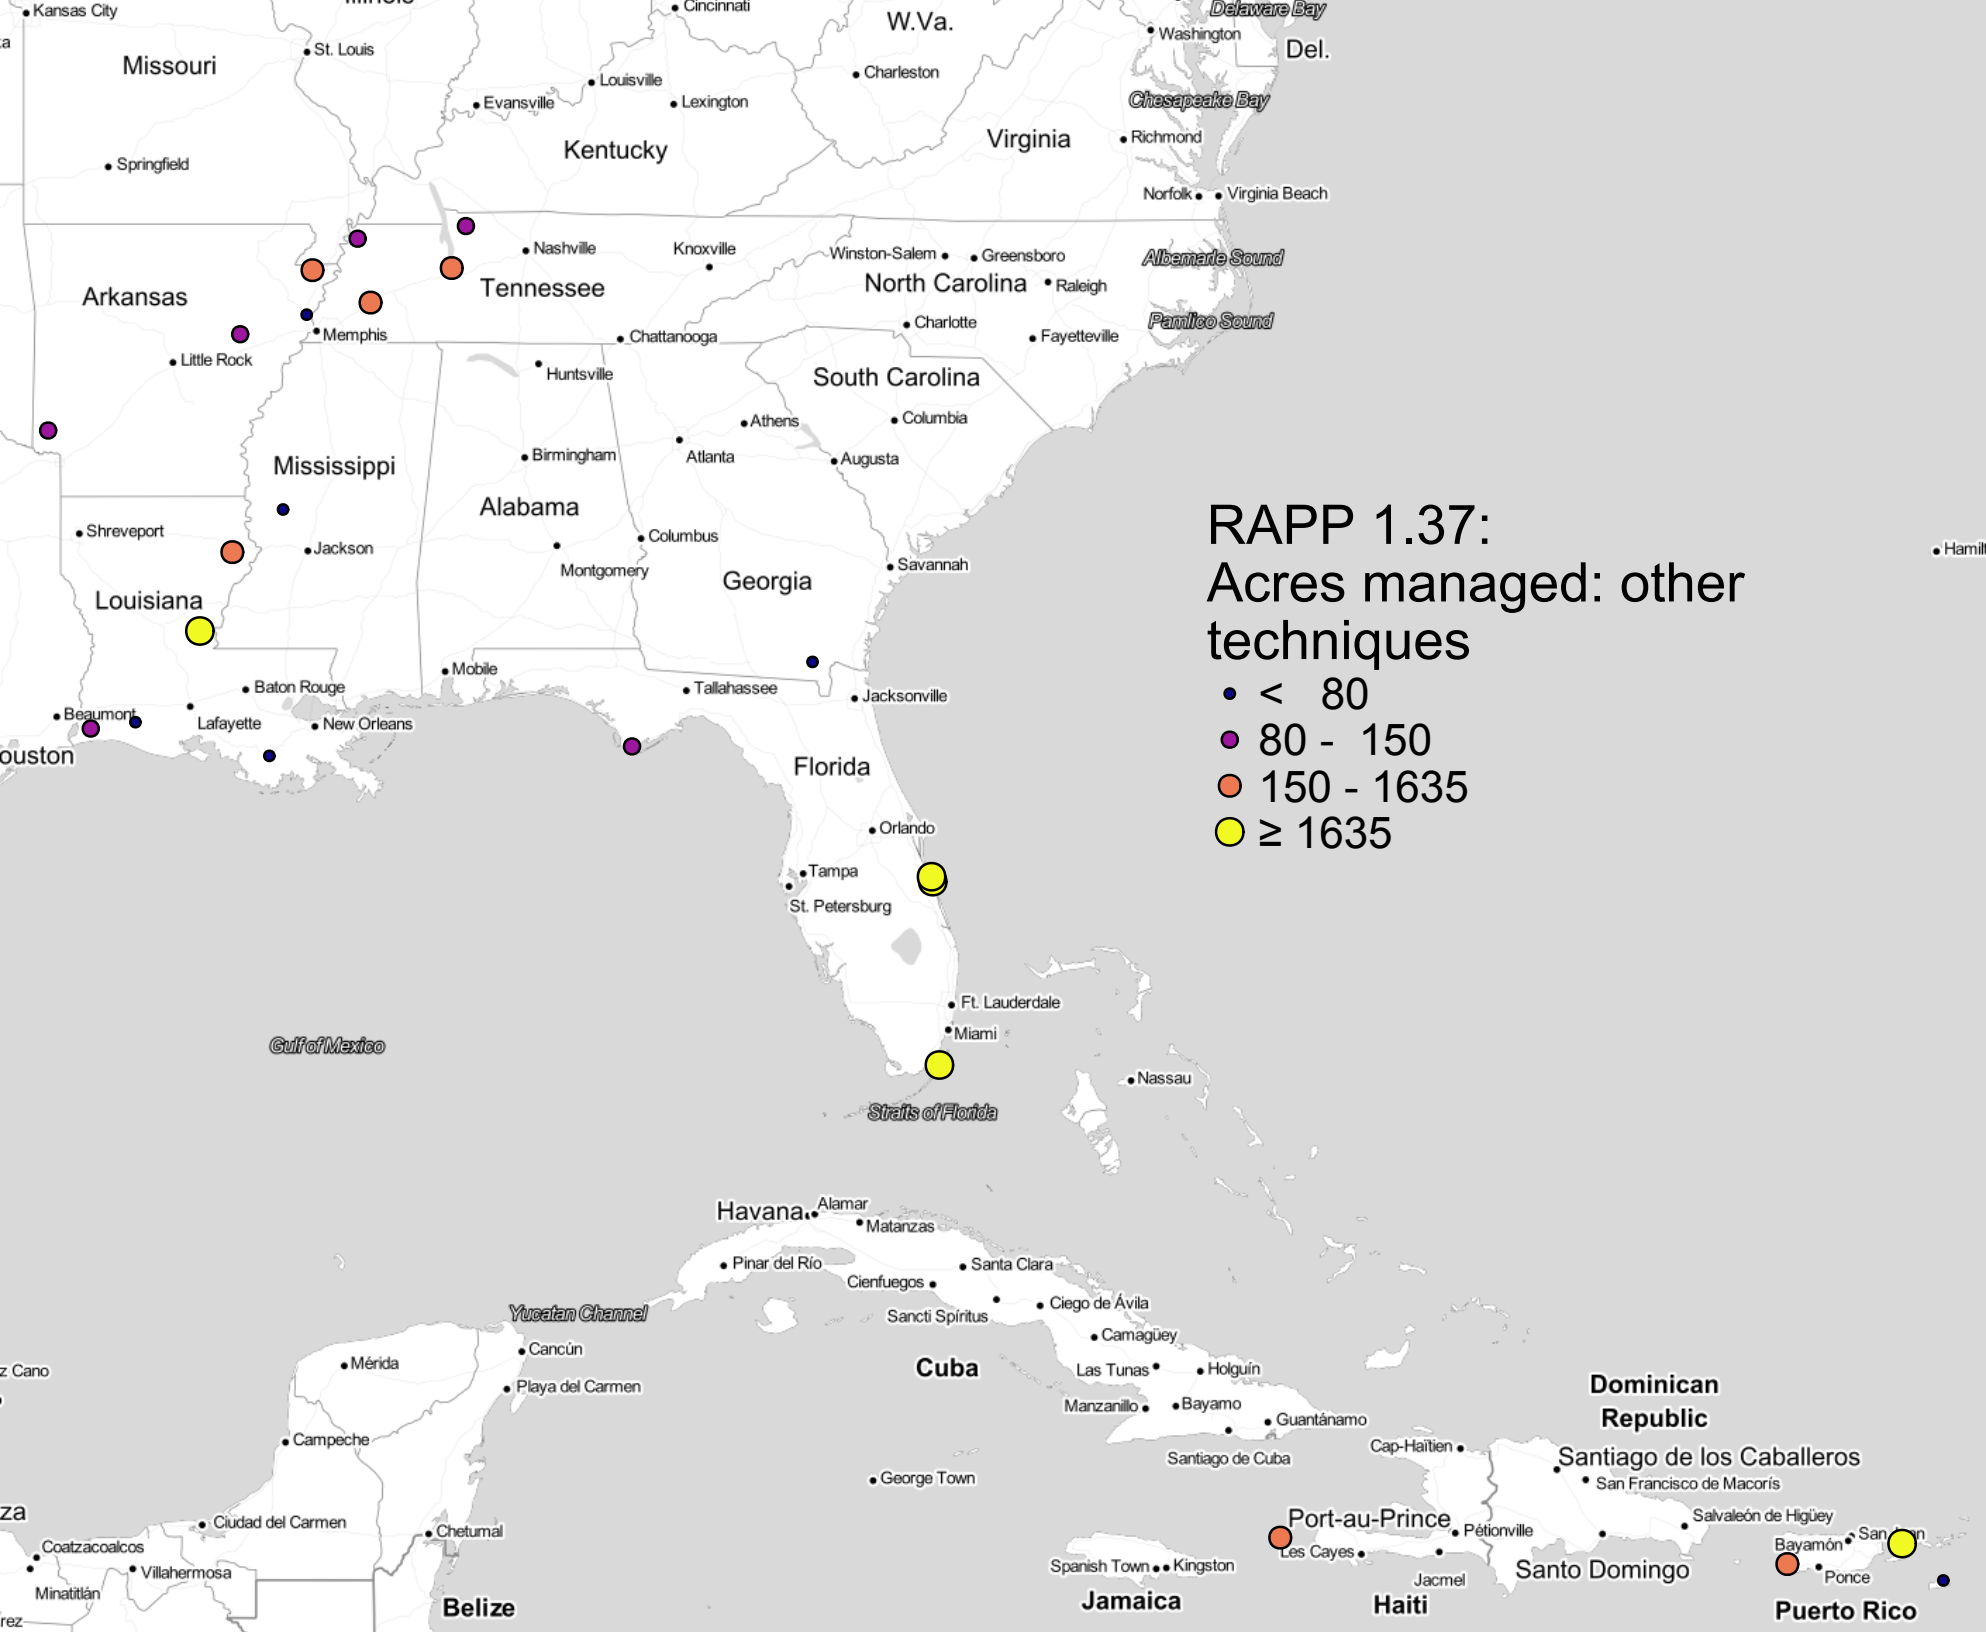 Kansas City
Cincinnati
W.Va.
Delaware Bay
Washington
Del.
St. Louis
Missouri
Louisville
Charleston
Evansville
Lexington
Chesapeake Bay
Kentucky
Virginia
Richmond
Springfield
Norfolk
Virginia Beach
Nashville
Knoxville
Winston-Salem
Greensboro
Albemarle Sound
Tennessee
North Carolina
Raleigh
Arkansas
Memphis
Chattanooga
Charlotte
Fayetteville
Pamlico Sound
Little Rock
Huntsville
South Carolina
Athens
Columbia
Birmingham
Atlanta
Augusta
Mississippi
Alabama
Shreveport
Jackson
Columbus
Montgomery
Georgia
Savannah
RAPP 1.37:
Acres managed: other
techniques
< 80
80 - 150
150 - 1635
≥ 1635
Hamil
Louisiana
Mobile
Baton Rouge
Tallahassee
Jacksonville
Beaumont
Lafayette
New Orleans
ouston
Florida
Orlando
Tampa
St. Petersburg
Ft. Lauderdale
Miami
Gulf of Mexico
Nassau
Straits of Florida
Havana
Alamar
Matanzas
Pinar del Río
Santa Clara
Cienfuegos
Sancti Spíritus
Ciego de Ávila
Yucatan Channel
Camagüey
Cancún
Mérida
Cuba
Las Tunas
Holguín
z Cano
Playa del Carmen
Manzanillo
Bayamo
Guantánamo
Dominican
Republic
Campeche
Santiago de Cuba
Cap-Haïtien
Santiago de los Caballeros
San Francisco de Macorís
George Town
za
Ciudad del Carmen
Chetumal
Port-au-Prince
Pétionville
Salvaleón de Higüey
Coatzacoalcos
Les Cayes
Bayamón
Villahermosa
Spanish Town
Kingston
Santo Domingo
Ponce
Minatitlán
Jacmel
Belize
Jamaica
Haiti
Puerto Rico
rez